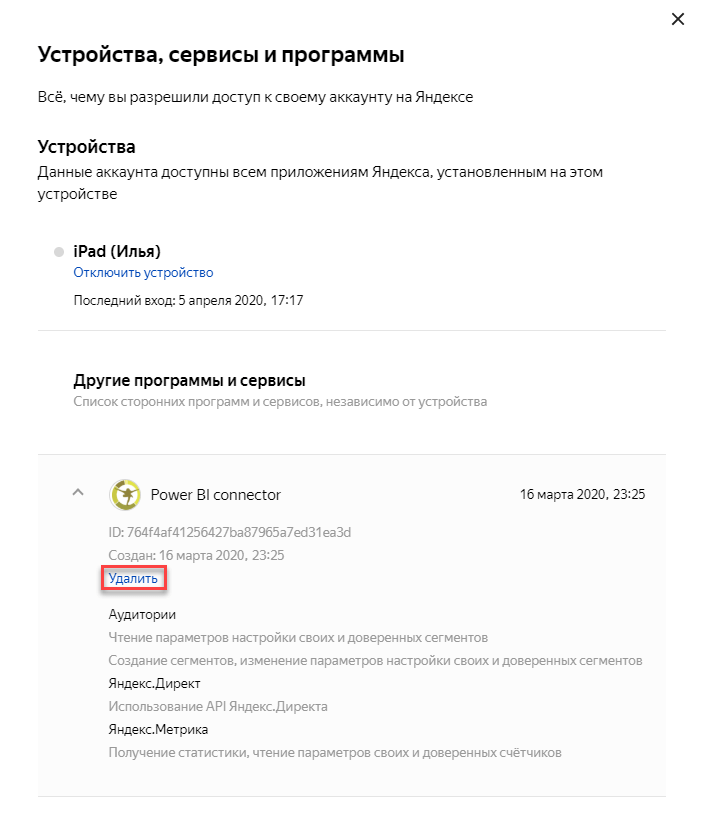 Устройства, сервисы и программы
Всё, чему вы разрешили доступ к своему аккаунту на Яндексе
Устройства
Данные аккаунта доступны всем приложениям Яндекса, установленным на этом
устройстве
iPad (Илья)
Отключить устройство
Последний вход: 5 апреля 2020, 17:17
Другие программы и сервисы
Список сторонних программ и сервисов, независимо от устройства
Power BI connector
16 марта 2020, 23:25
ID: 764f4af41256427ba87965a7ed31ea3d
Создан: 16 марта 2020, 23:25
Удалить
Аудитории
Чтение параметров настройки своих и доверенных сегментов
Создание сегментов, изменение параметров настройки своих и доверенных сегментов
Яндекс.Директ
Использование API Яндекс.Директа
Яндекс.Метрика
Получение статистики, чтение параметров своих и доверенных счётчиков